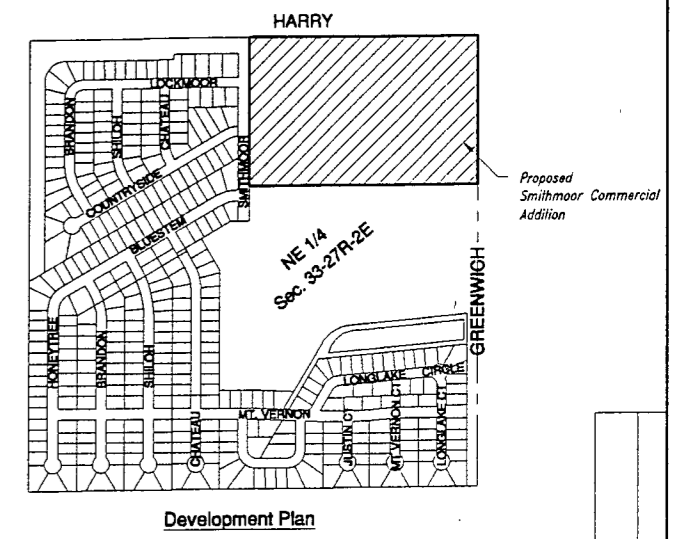 HARRY
LOCKMOOR
BRANDON
SHILOH
CHATEAU
COUNTRYSIDE
SMITHMOOR
BLUESTEM
Proposed
Smithmoor Commercial
Addition
NE 1/4
Sec. 33-27R-2E
GREENWICH
HONEYTREE
BRANDON
SHILOH
CHATEAU
MT. VERNON
LONGLAKE CIRCLE
JUSTIN CT
MT VERNON CT
LONGLAKE CT
Development Plan